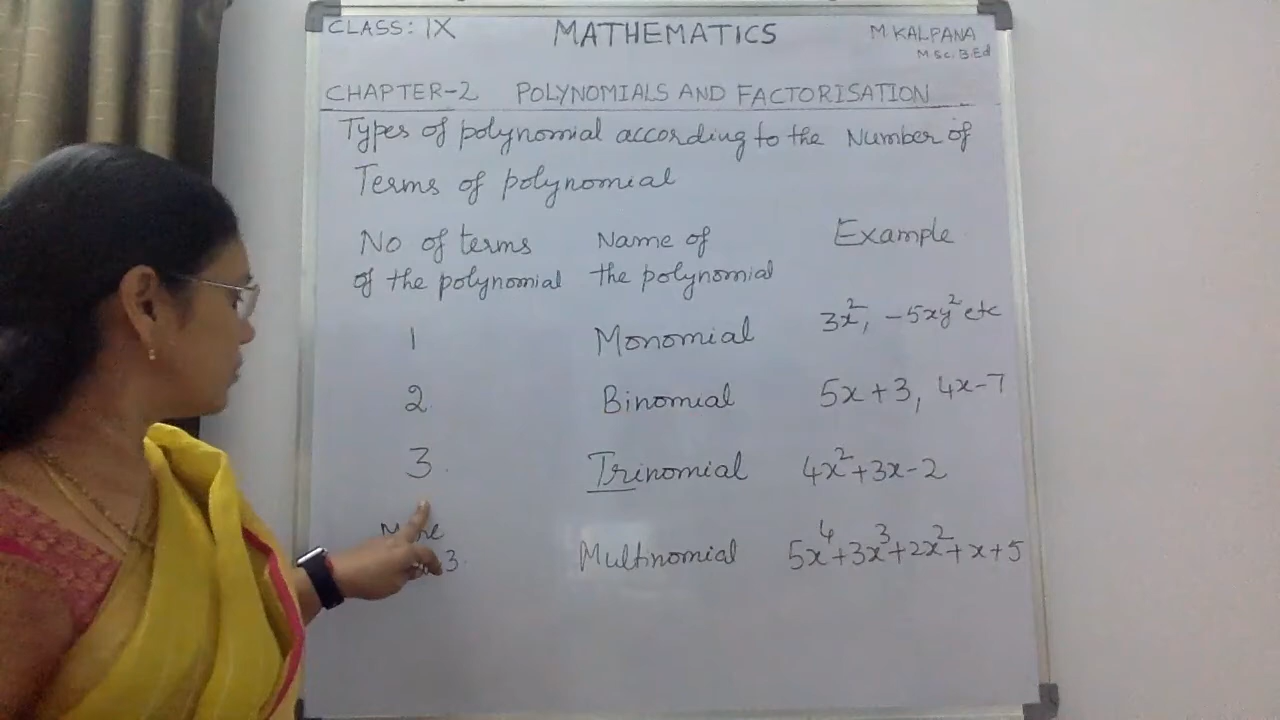 CLASS: IX MATHEMATICS M KALPANA
MSc. B.Ed
CHAPTER-2 POLYNOMIALS AND FACTORISATION
Types of polynomial according to the Number of
Terms of polynomial
No of terms Name of Example
of the polynomial the polynomial
1 Monomial 3x², -5xy² etc
2 Binomial 5x+3, 4x-7
3 Trinomial 4x²+3x-2
3 Multinomial 5x⁴+3x³+2x²+x+5